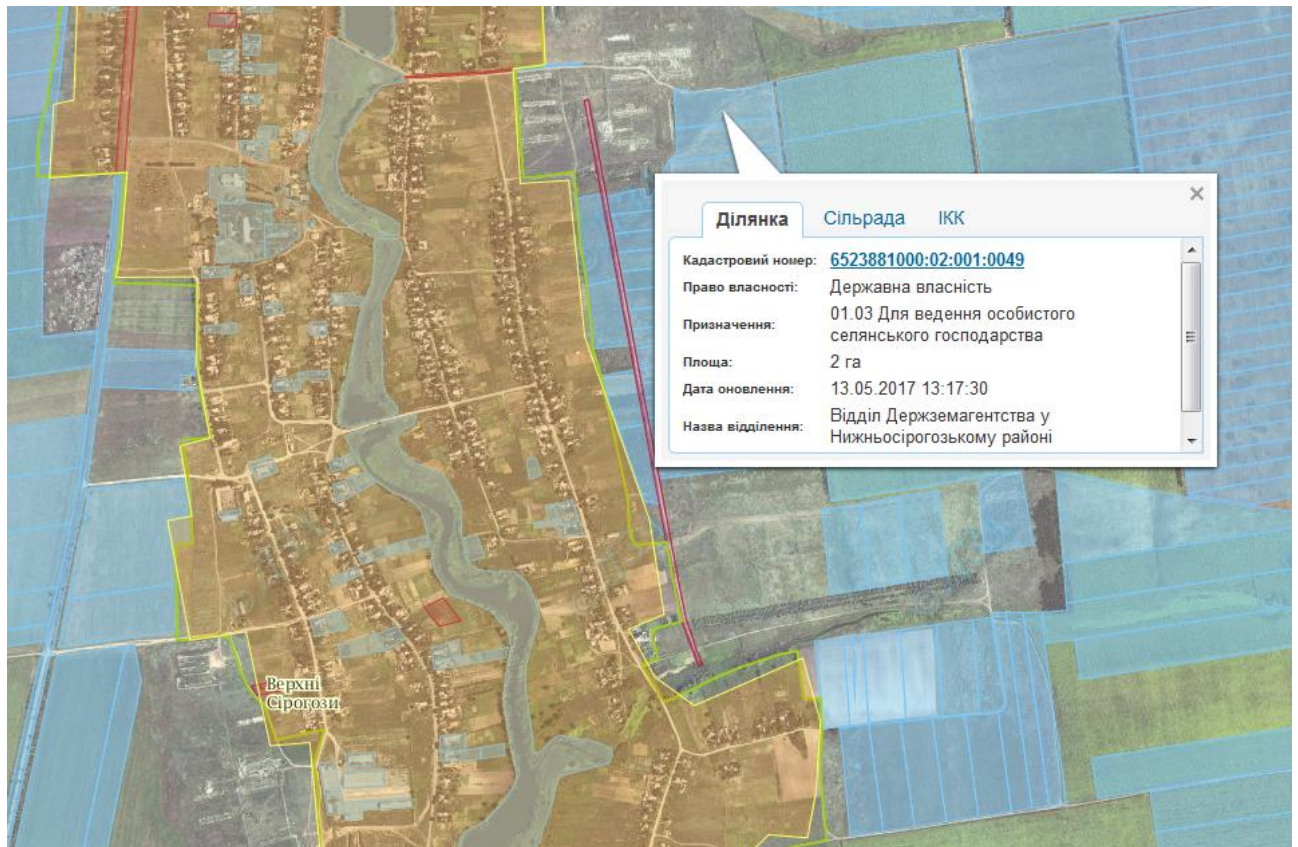 ×
Ділянка Сільрада ІКК
Кадастровий номер: 6523881000:02:001:0049
Право власності: Державна власність
Призначення: 01.03 Для ведення особистого
селянського господарства
Площа: 2 га
Дата оновлення: 13.05.2017 13:17:30
Назва відділення: Відділ Держземагентства у
Нижньосірогозькому районі
Верхні
Сірогози